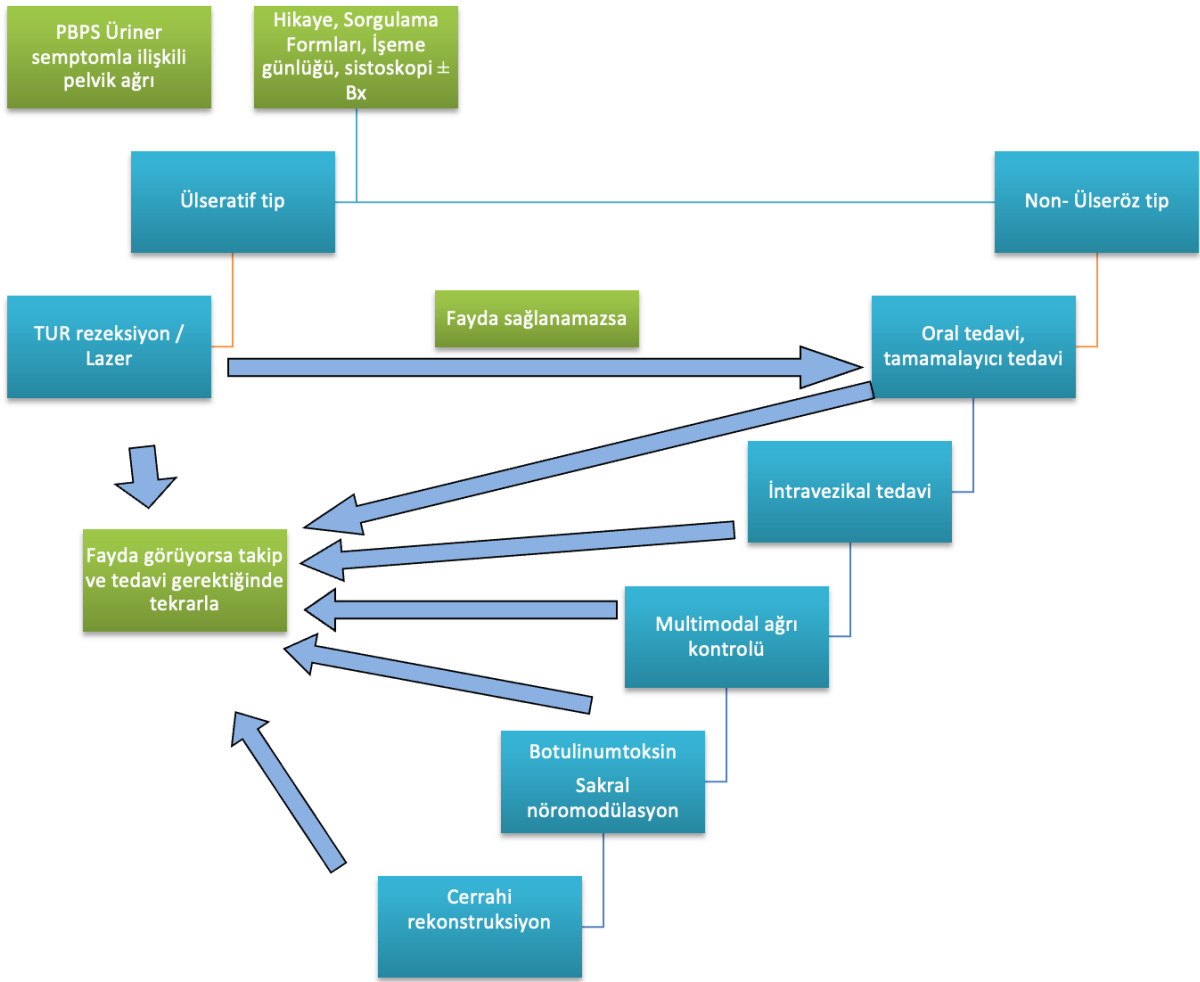 PBPS Üriner
semptomla ilişkili
pelvik ağrı
Hikaye, Sorgulama
Formları, İşeme
günlüğü, sistoskopi ±
Bx
Ülseratif tip
Non- Ülseröz tip
TUR rezeksiyon /
Lazer
Fayda sağlanamazsa
Oral tedavi,
tamamalayıcı tedavi
İntravezikal tedavi
Fayda görüyorsa takip
ve tedavi gerektiğinde
tekrarla
Multimodal ağrı
kontrolü
Botulinumtoksin
Sakral
nöromodülasyon
Cerrahi
rekonstruksiyon